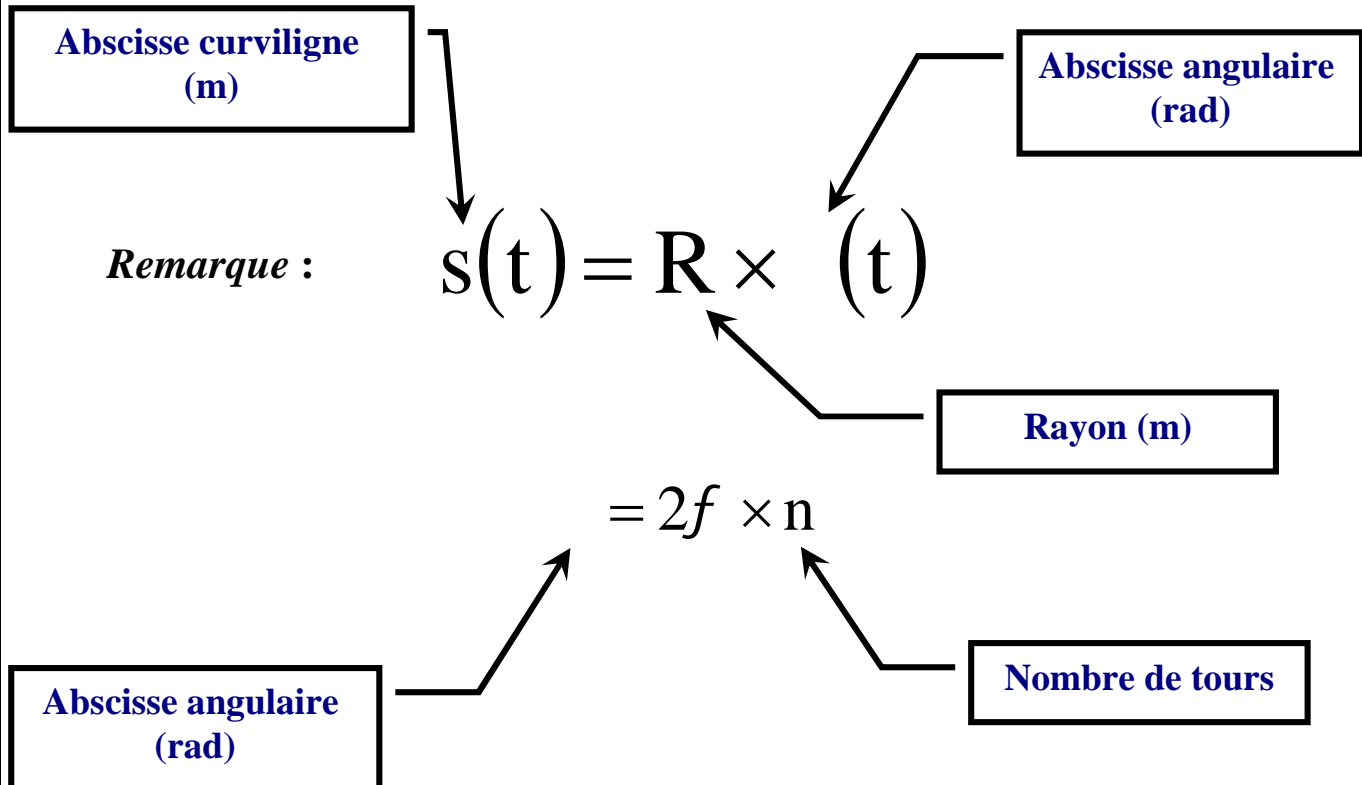 Abscisse curviligne
(m)
Abscisse angulaire
(rad)
Remarque : s(t) = R × (t)
Rayon (m)
= 2f × n
Abscisse angulaire
(rad)
Nombre de tours